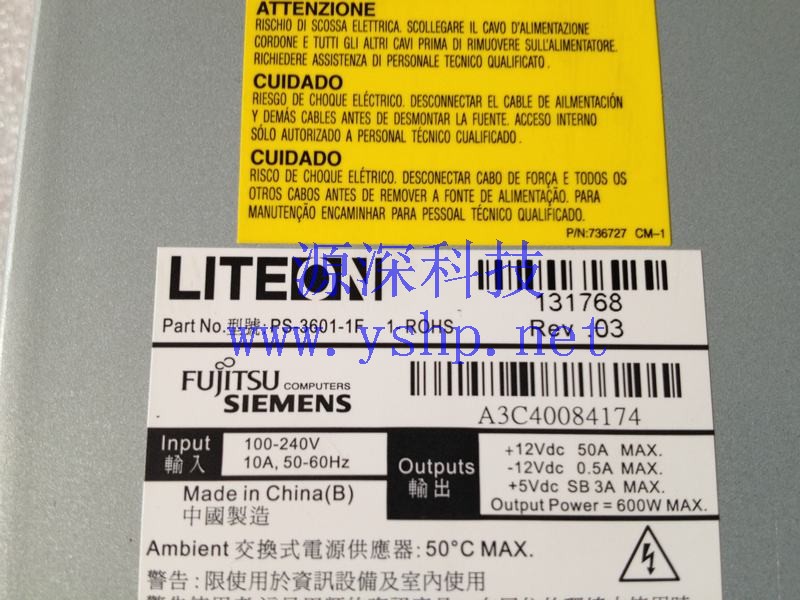 ATTENZIONE
RISCHIO DI SCOSSA ELETTRICA. SCOLLEGARE IL CAVO D'ALIMENTAZIONE
CORDONE E TUTTI GLI ALTRI CAVI PRIMA DI RIMUOVERE SULL'ALIMENTATORE.
RICHIEDERE ASSISTENZA DI PERSONALE TECNICO QUALIFICATO.
CUIDADO
RIESGO DE CHOQUE ELÉCTRICO. DESCONECTAR EL CABLE DE AILMENTACIÓN
Y DEMÁS CABLES ANTES DE DESMONTAR LA FUENTE. ACCESO INTERNO
SÓLO AUTORIZADO A PERSONAL TÉCNICO CUALIFICADO.
CUIDADO
RISCO DE CHOQUE ELÉTRICO. DESCONECTAR CABO DE FORÇA E TODOS OS
OTROS CABOS ANTES DE REMOVER A FONTE DE ALIMENTAÇÃO. PARA
MANUTENÇÃO ENCAMINHAR PARA PESSOAL TÉCNICO QUALIFICADO.
P/N:736727 CM-1
源深科技
LITEON
131768
Part No.型號: PS-3601-1F 1 ROHS
Rev 03
www.yshp.net
FUJITSU COMPUTERS
SIEMENS
A3C40084174
Input 100-240V
輸入 10A, 50-60Hz
Outputs
輸出
+12Vdc 50A MAX.
-12Vdc 0.5A MAX.
+5Vdc SB 3A MAX.
Output Power = 600W MAX.
Made in China(B)
中國製造
Ambient 交換式電源供應器: 50°C MAX.
警告: 限使用於資訊設備及室內使用